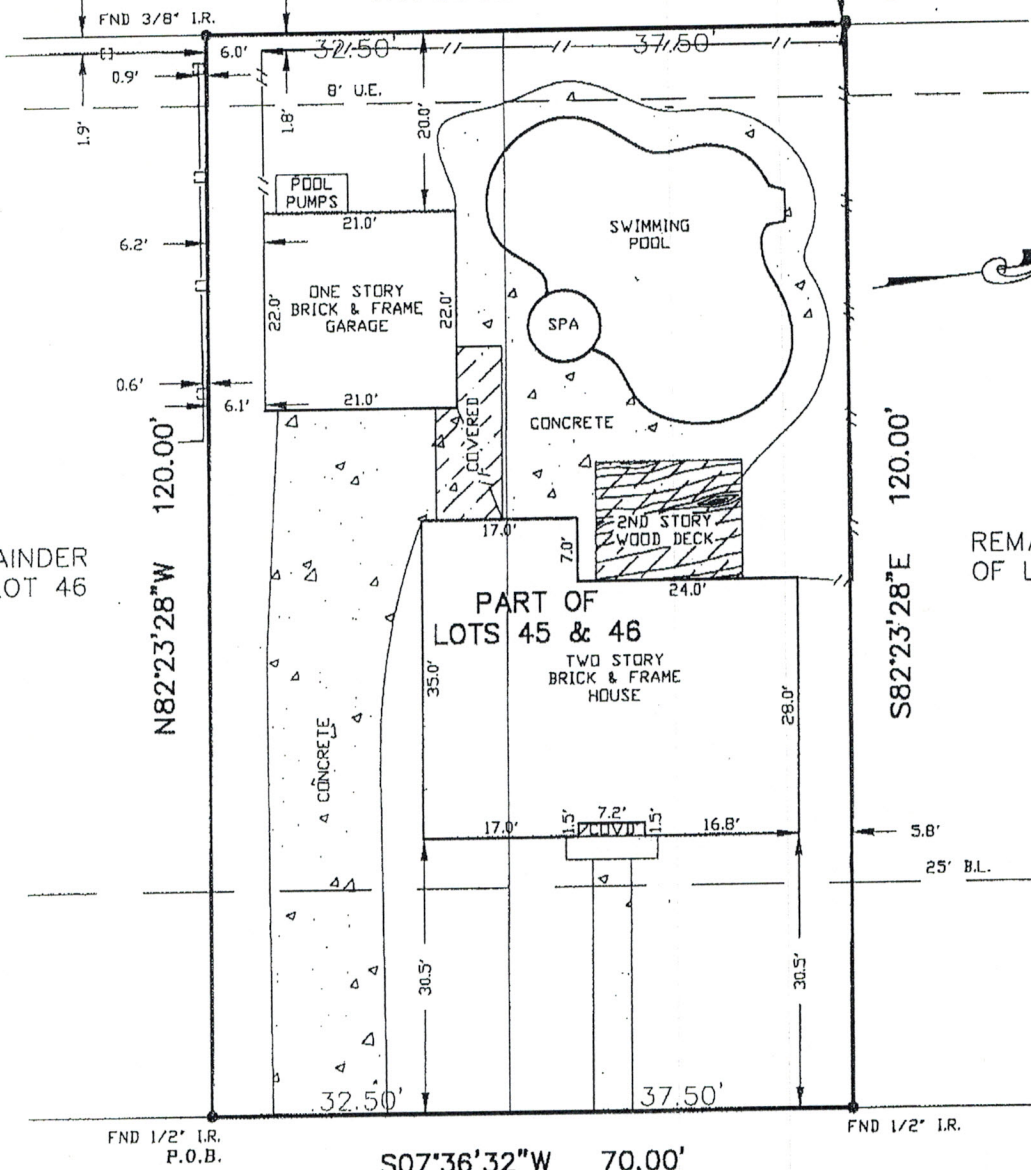 FND 3/8" I.R.
6.0'
32.50'
37.50'
0.9'
8' U.E.
1.9'
1.8'
20.0'
POOL
PUMPS
21.0'
SWIMMING
POOL
6.2'
22.0'
ONE STORY
BRICK & FRAME
GARAGE
22.0'
SPA
0.6'
6.1'
21.0'
COVERED
CONCRETE
N82°23'28"W 120.00'
S82°23'28"E 120.00'
17.0'
7.0'
2ND STORY
WOOD DECK
24.0'
AINDER
OT 46
REMA
OF L
PART OF
LOTS 45 & 46
TWO STORY
BRICK & FRAME
HOUSE
35.0'
28.0'
CONCRETE
17.0'
1.5'
7.2'
COVD
1.5'
16.8'
5.8'
25' B.L.
30.5'
30.5'
32.50'
37.50'
FND 1/2" I.R.
P.O.B.
FND 1/2" I.R.
S07°36'32"W 70.00'